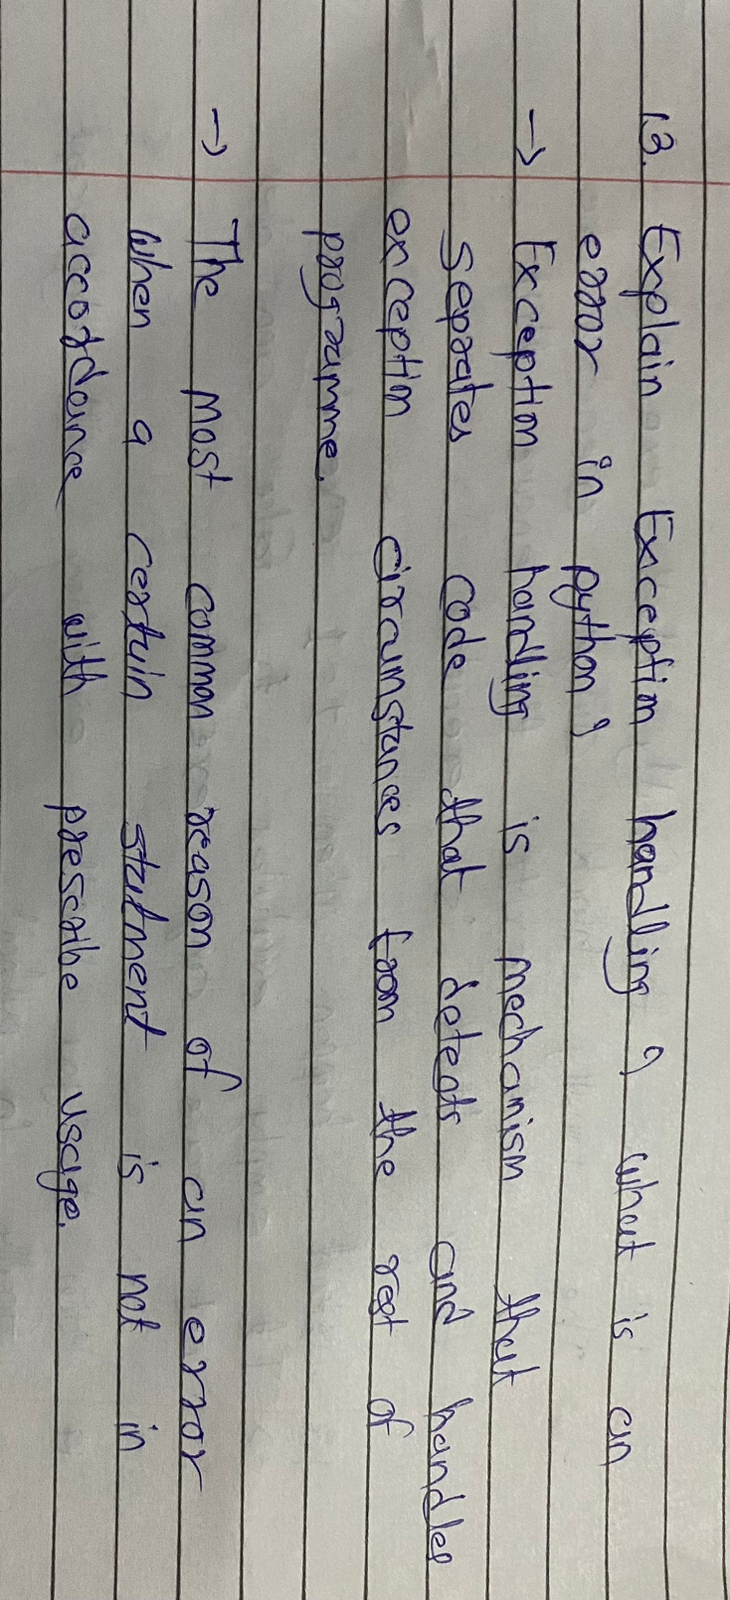 13. Explain Exception handling ? what is an
error in python ?
→ Exception handling is mechanism that
seprates code that detects and handles
exception circumstances from the rest of
programme.
→ The most common reason of an error
when a certain statment is not in
accordance with prescribe usage.